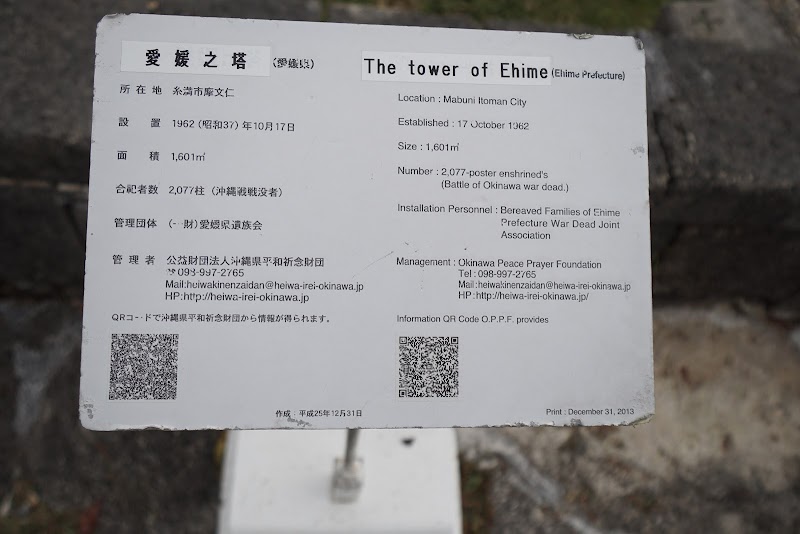 愛媛之塔 (愛媛県)
所在地 糸満市摩文仁
設 置 1962(昭和37)年10月17日
面 積 1,601㎡
合祀者数 2,077柱(沖縄戦戦没者)
管理団体 (一財)愛媛県遺族会
管 理 者 公益財団法人沖縄県平和祈念財団
☎098-997-2765
Mail:heiwakinenzaidan@heiwa-irei-okinawa.jp
HP:http://heiwa-irei-okinawa.jp
QRコードで沖縄県平和祈念財団から情報が得られます。
作成:平成25年12月31日
The tower of Ehime (Ehime Prefecture)
Location : Mabuni Itoman City
Established : 17 October 1962
Size : 1,601㎡
Number : 2,077-poster enshrined's
(Battle of Okinawa war dead.)
Installation Personnel : Bereaved Families of Ehime
Prefecture War Dead Joint
Association
Management : Okinawa Peace Prayer Foundation
Tel : 098-997-2765
Mail:heiwakinenzaidan@heiwa-irei-okinawa.jp
HP:http://heiwa-irei-okinawa.jp/
Information QR Code O.P.P.F. provides
Print : December 31, 2013